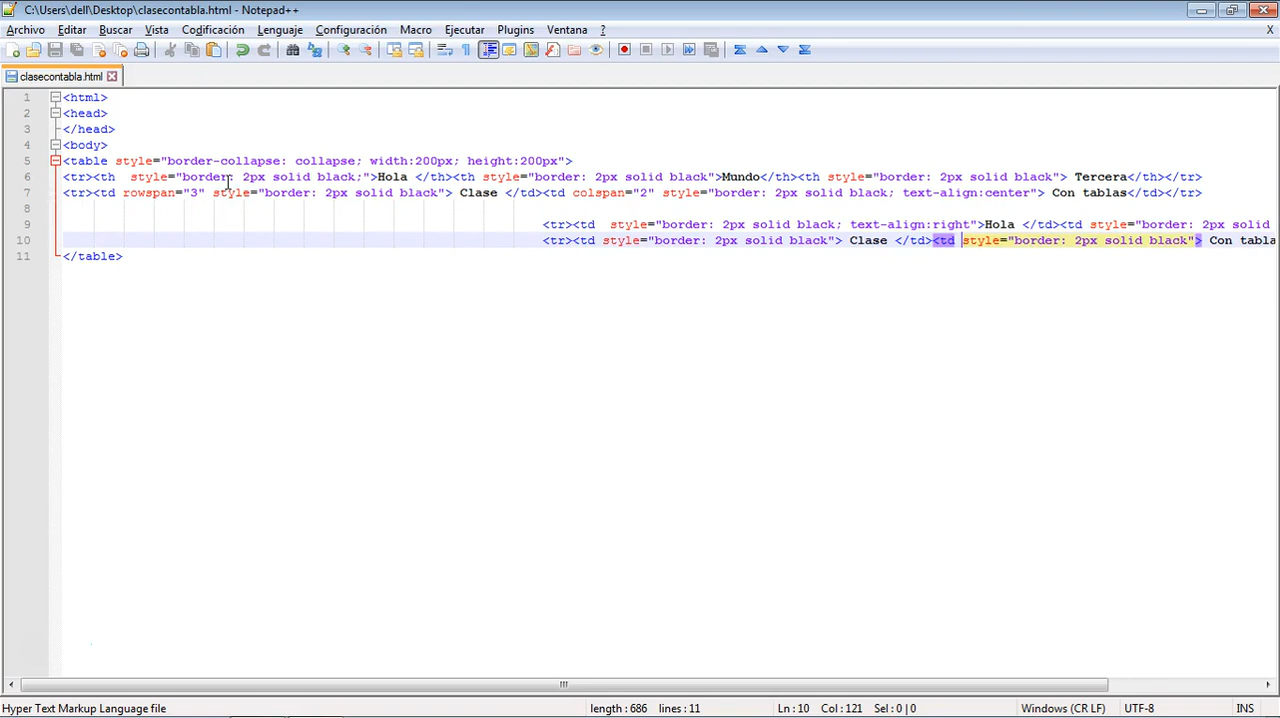 C:\Users\dell\Desktop\clasecontabla.html - Notepad++
Archivo Editar Buscar Vista Codificación Lenguaje Configuración Macro Ejecutar Plugins Ventana ? X
clasecontabla.html
1 <html>
2 <head>
3 </head>
4 <body>
5 <table style="border-collapse: collapse; width:200px; height:200px">
6 <tr><th  style="border: 2px solid black;">Hola </th><th style="border: 2px solid black">Mundo</th><th style="border: 2px solid black"> Tercera</th></tr>
7 <tr><td rowspan="3" style="border: 2px solid black"> Clase </td><td colspan="2" style="border: 2px solid black; text-align:center"> Con tablas</td></tr>
8
9 <tr><td  style="border: 2px solid black; text-align:right">Hola </td><td style="border: 2px solid
10 <tr><td style="border: 2px solid black"> Clase </td><td style="border: 2px solid black"> Con tabla
11 </table>
Hyper Text Markup Language file length : 686 lines : 11 Ln : 10 Col : 121 Sel : 0 | 0 Windows (CR LF) UTF-8 INS